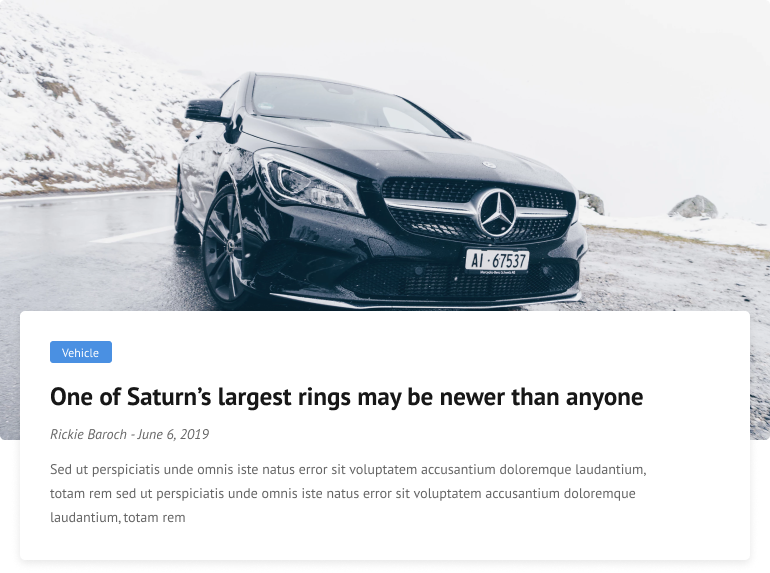 AI·67537
Vehicle
One of Saturn’s largest rings may be newer than anyone
Rickie Baroch - June 6, 2019
Sed ut perspiciatis unde omnis iste natus error sit voluptatem accusantium doloremque laudantium,
totam rem sed ut perspiciatis unde omnis iste natus error sit voluptatem accusantium doloremque
laudantium, totam rem